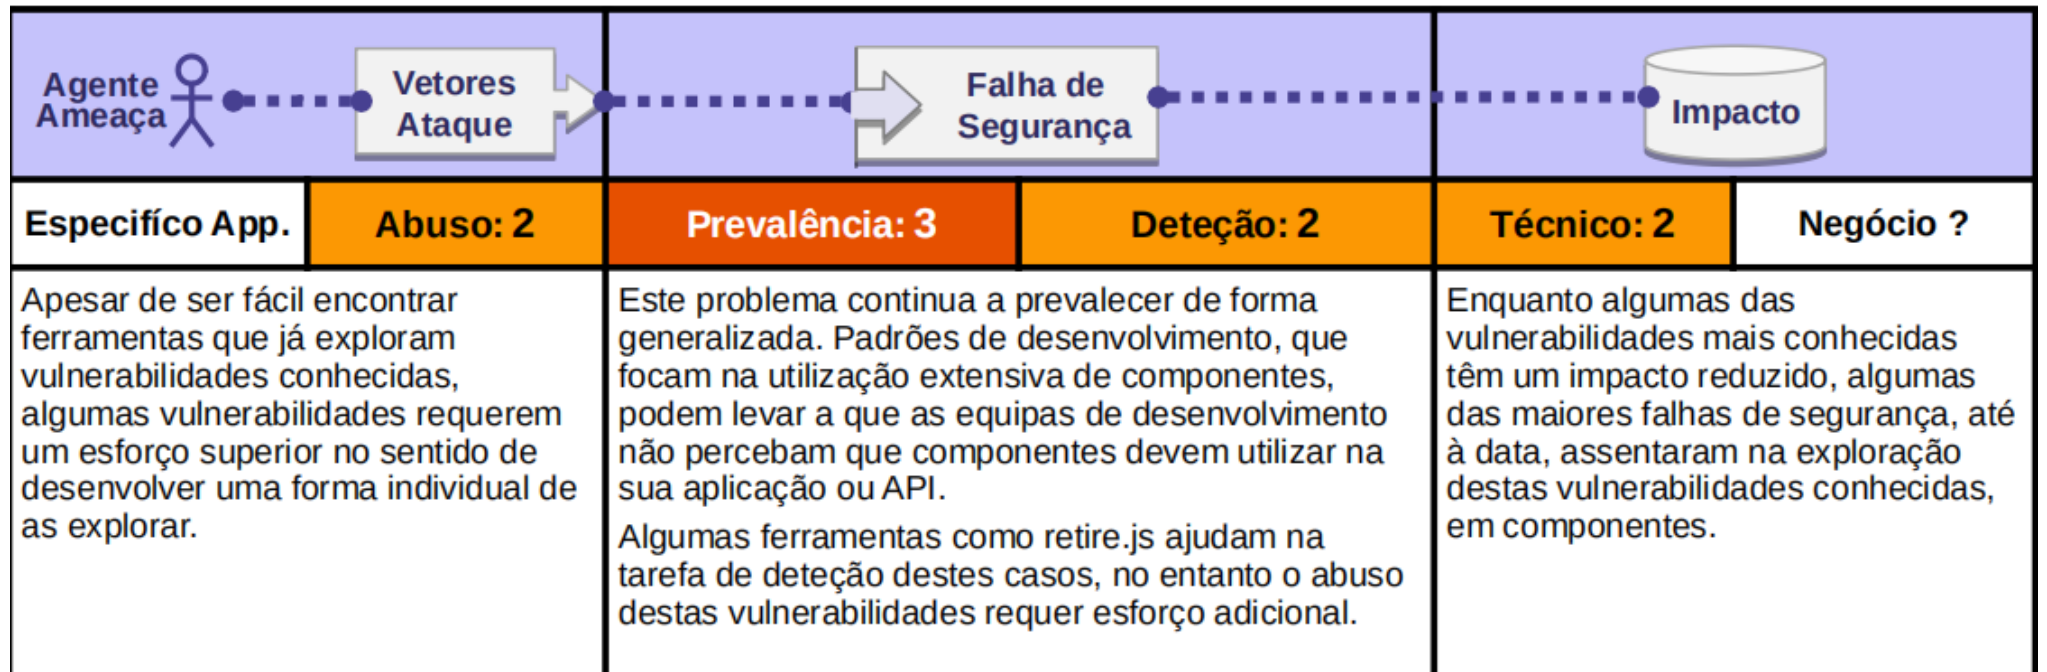 Agente
Ameaça
Vetores
Ataque
Falha de
Segurança
Impacto
Especifíco App.
Abuso: 2
Prevalência: 3
Deteção: 2
Técnico: 2
Negócio ?
Apesar de ser fácil encontrar
ferramentas que já exploram
vulnerabilidades conhecidas,
algumas vulnerabilidades requerem
um esforço superior no sentido de
desenvolver uma forma individual de
as explorar.
Este problema continua a prevalecer de forma
generalizada. Padrões de desenvolvimento, que
focam na utilização extensiva de componentes,
podem levar a que as equipas de desenvolvimento
não percebam que componentes devem utilizar na
sua aplicação ou API.
Algumas ferramentas como retire.js ajudam na
tarefa de deteção destes casos, no entanto o abuso
destas vulnerabilidades requer esforço adicional.
Enquanto algumas das
vulnerabilidades mais conhecidas
têm um impacto reduzido, algumas
das maiores falhas de segurança, até
à data, assentaram na exploração
destas vulnerabilidades conhecidas,
em componentes.